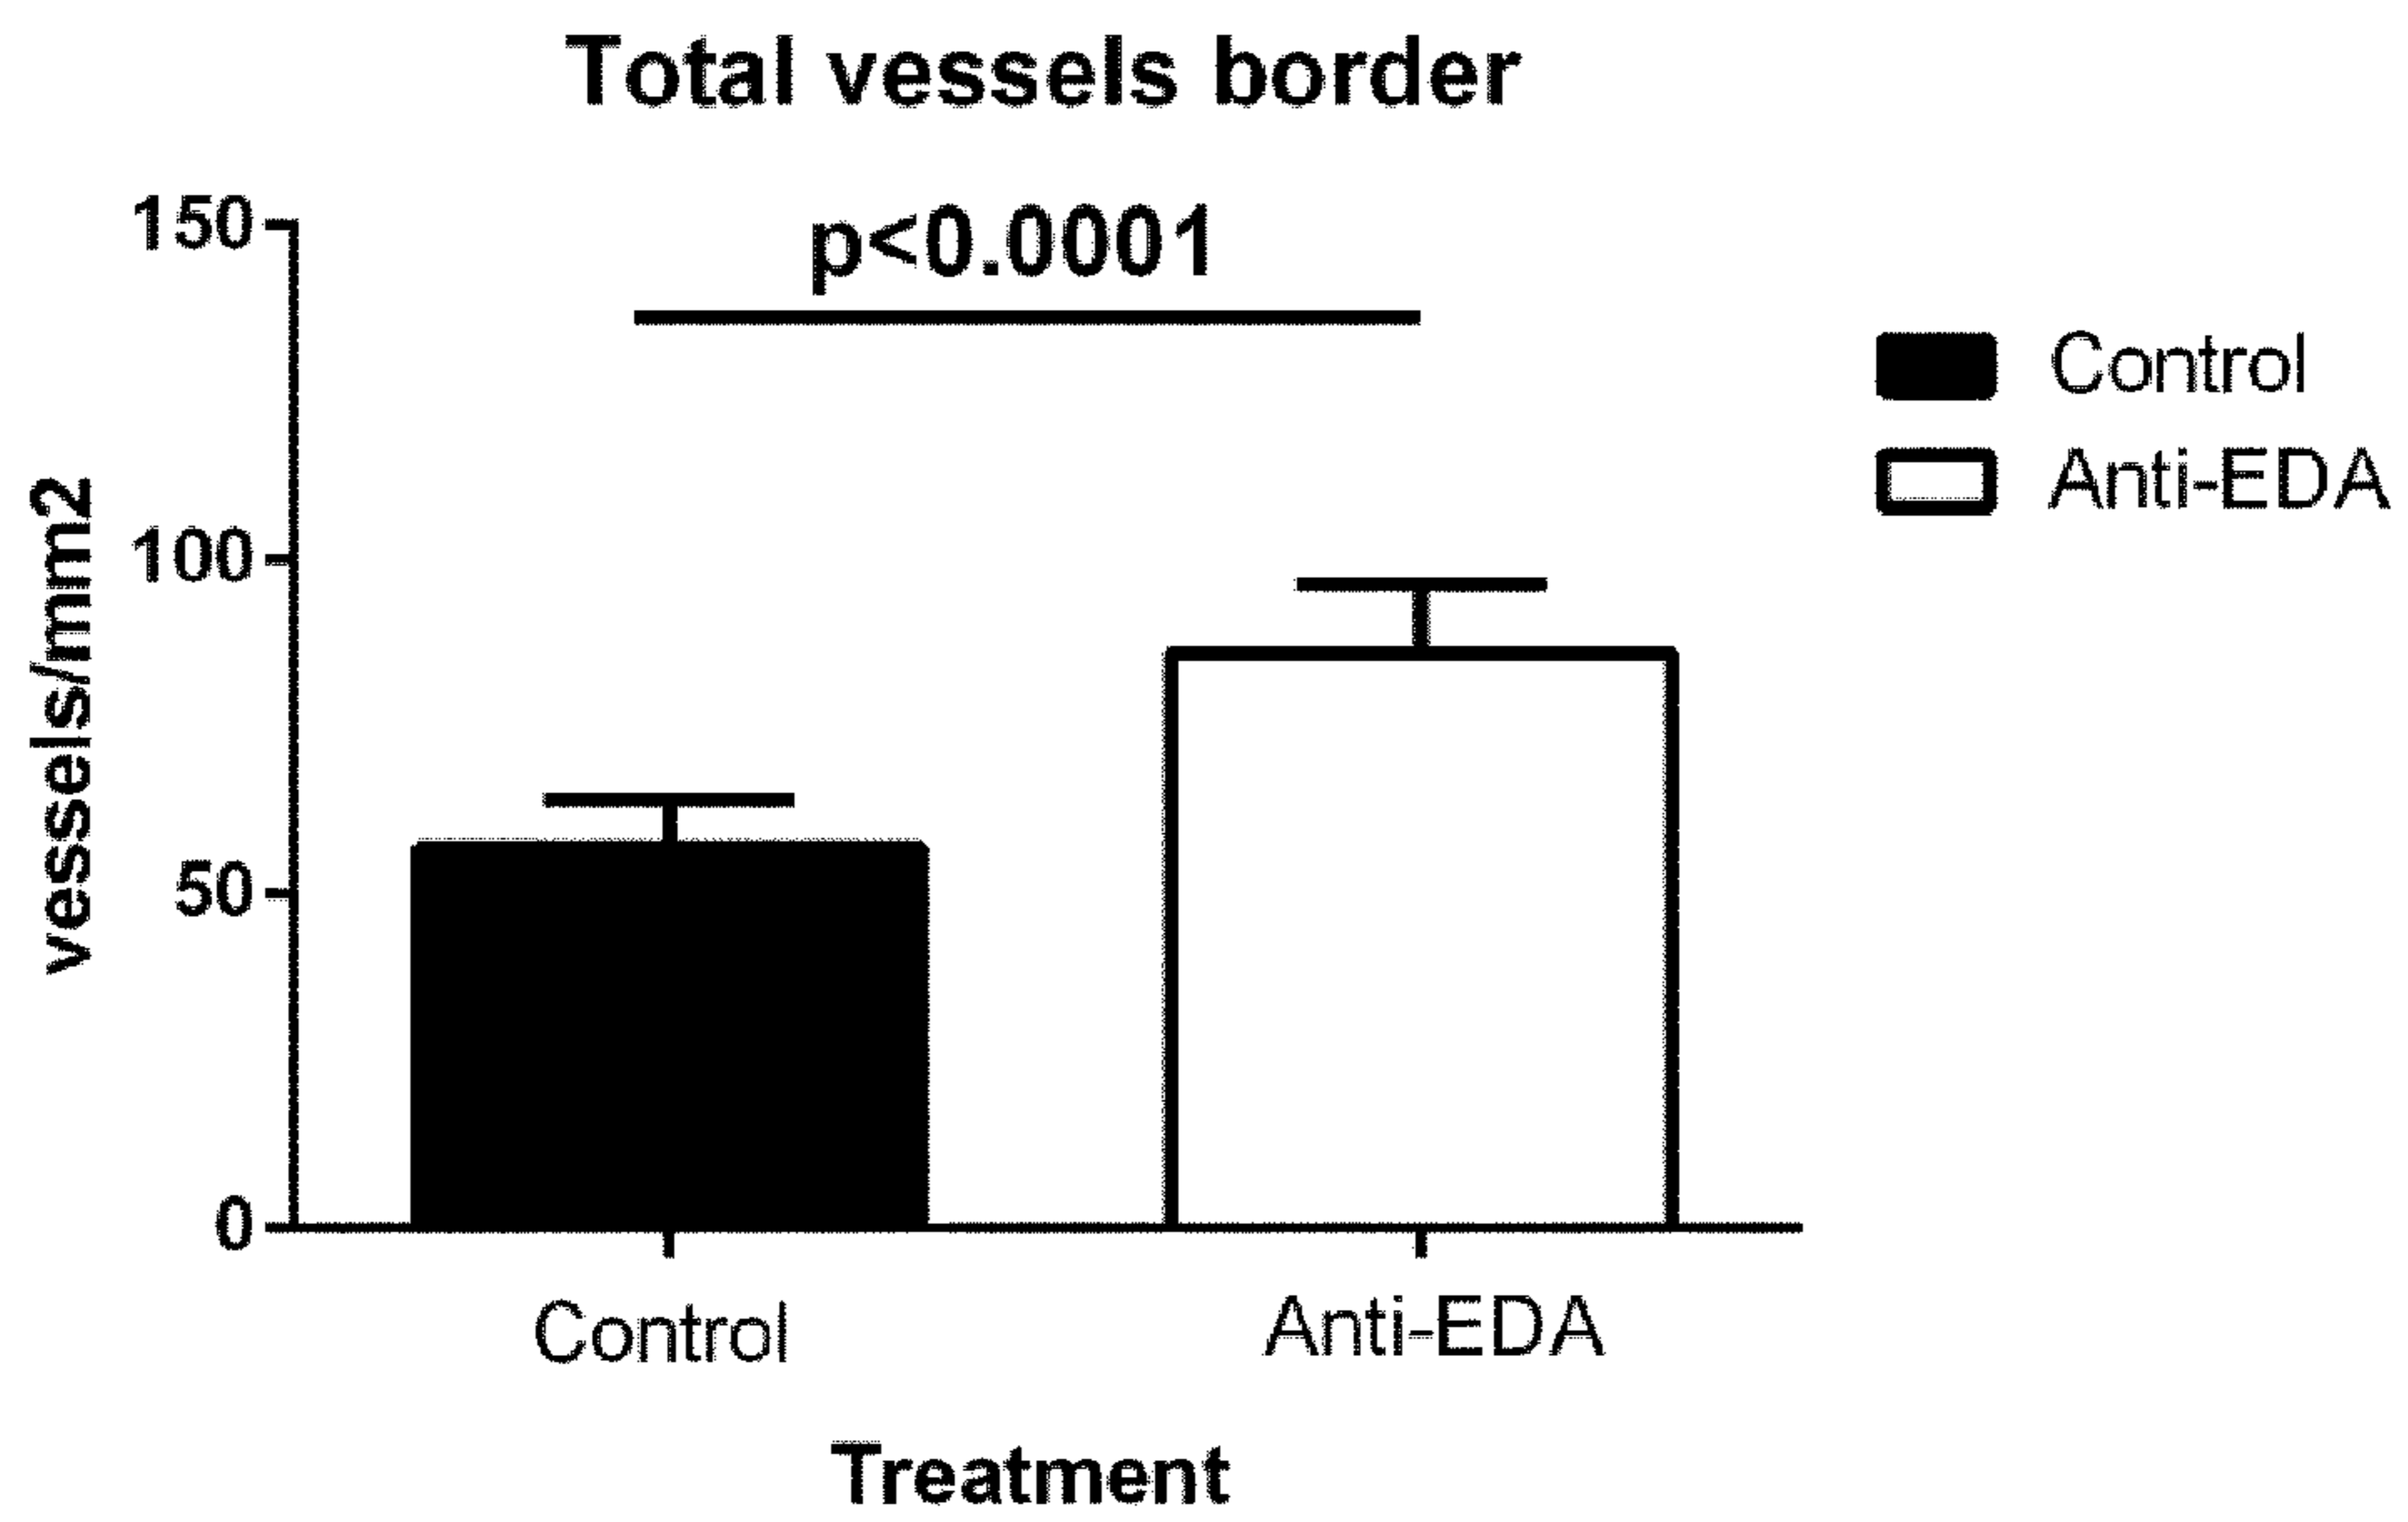 Total vessels border
p<0.0001
150
100
50
0
vessels/mm2
Control
Anti-EDA
Control
Anti-EDA
Treatment